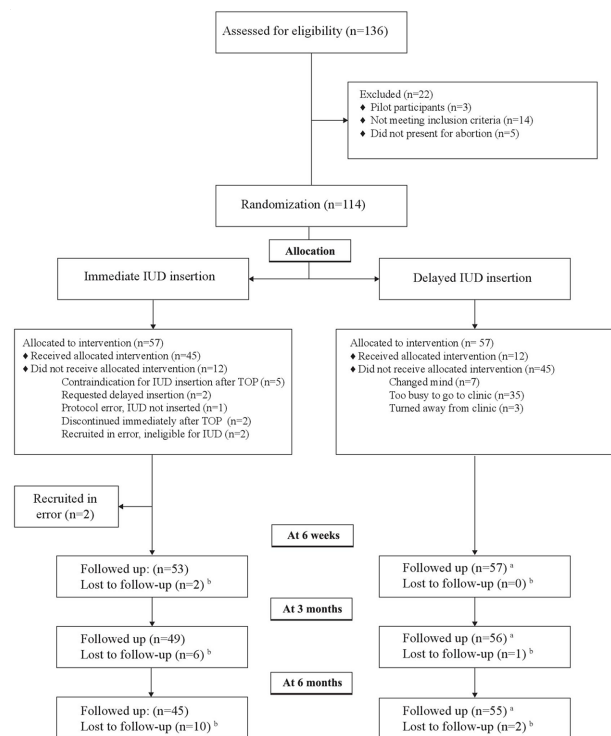 Assessed for eligibility (n=136)
Excluded (n=22)
♦ Pilot participants (n=3)
♦ Not meeting inclusion criteria (n=14)
♦ Did not present for abortion (n=5)
Randomization (n=114)
Allocation
Immediate IUD insertion
Delayed IUD insertion
Allocated to intervention (n=57)
♦ Received allocated intervention (n=45)
♦ Did not receive allocated intervention (n=12)
Contraindication for IUD insertion after TOP (n=5)
Requested delayed insertion (n=2)
Protocol error, IUD not inserted (n=1)
Discontinued immediately after TOP (n=2)
Recruited in error, ineligible for IUD (n=2)
Allocated to intervention (n= 57)
♦ Received allocated intervention (n=12)
♦ Did not receive allocated intervention (n=45)
Changed mind (n=7)
Too busy to go to clinic (n=35)
Turned away from clinic (n=3)
Recruited in
error (n=2)
At 6 weeks
Followed up: (n=53)
Lost to follow-up (n=2) b
Followed up (n=57) a
Lost to follow-up (n=0) b
At 3 months
Followed up (n=49)
Lost to follow-up (n=6) b
Followed up (n=56) a
Lost to follow-up (n=1) b
At 6 months
Followed up: (n=45)
Lost to follow-up (n=10) b
Followed up (n=55) a
Lost to follow-up (n=2) b